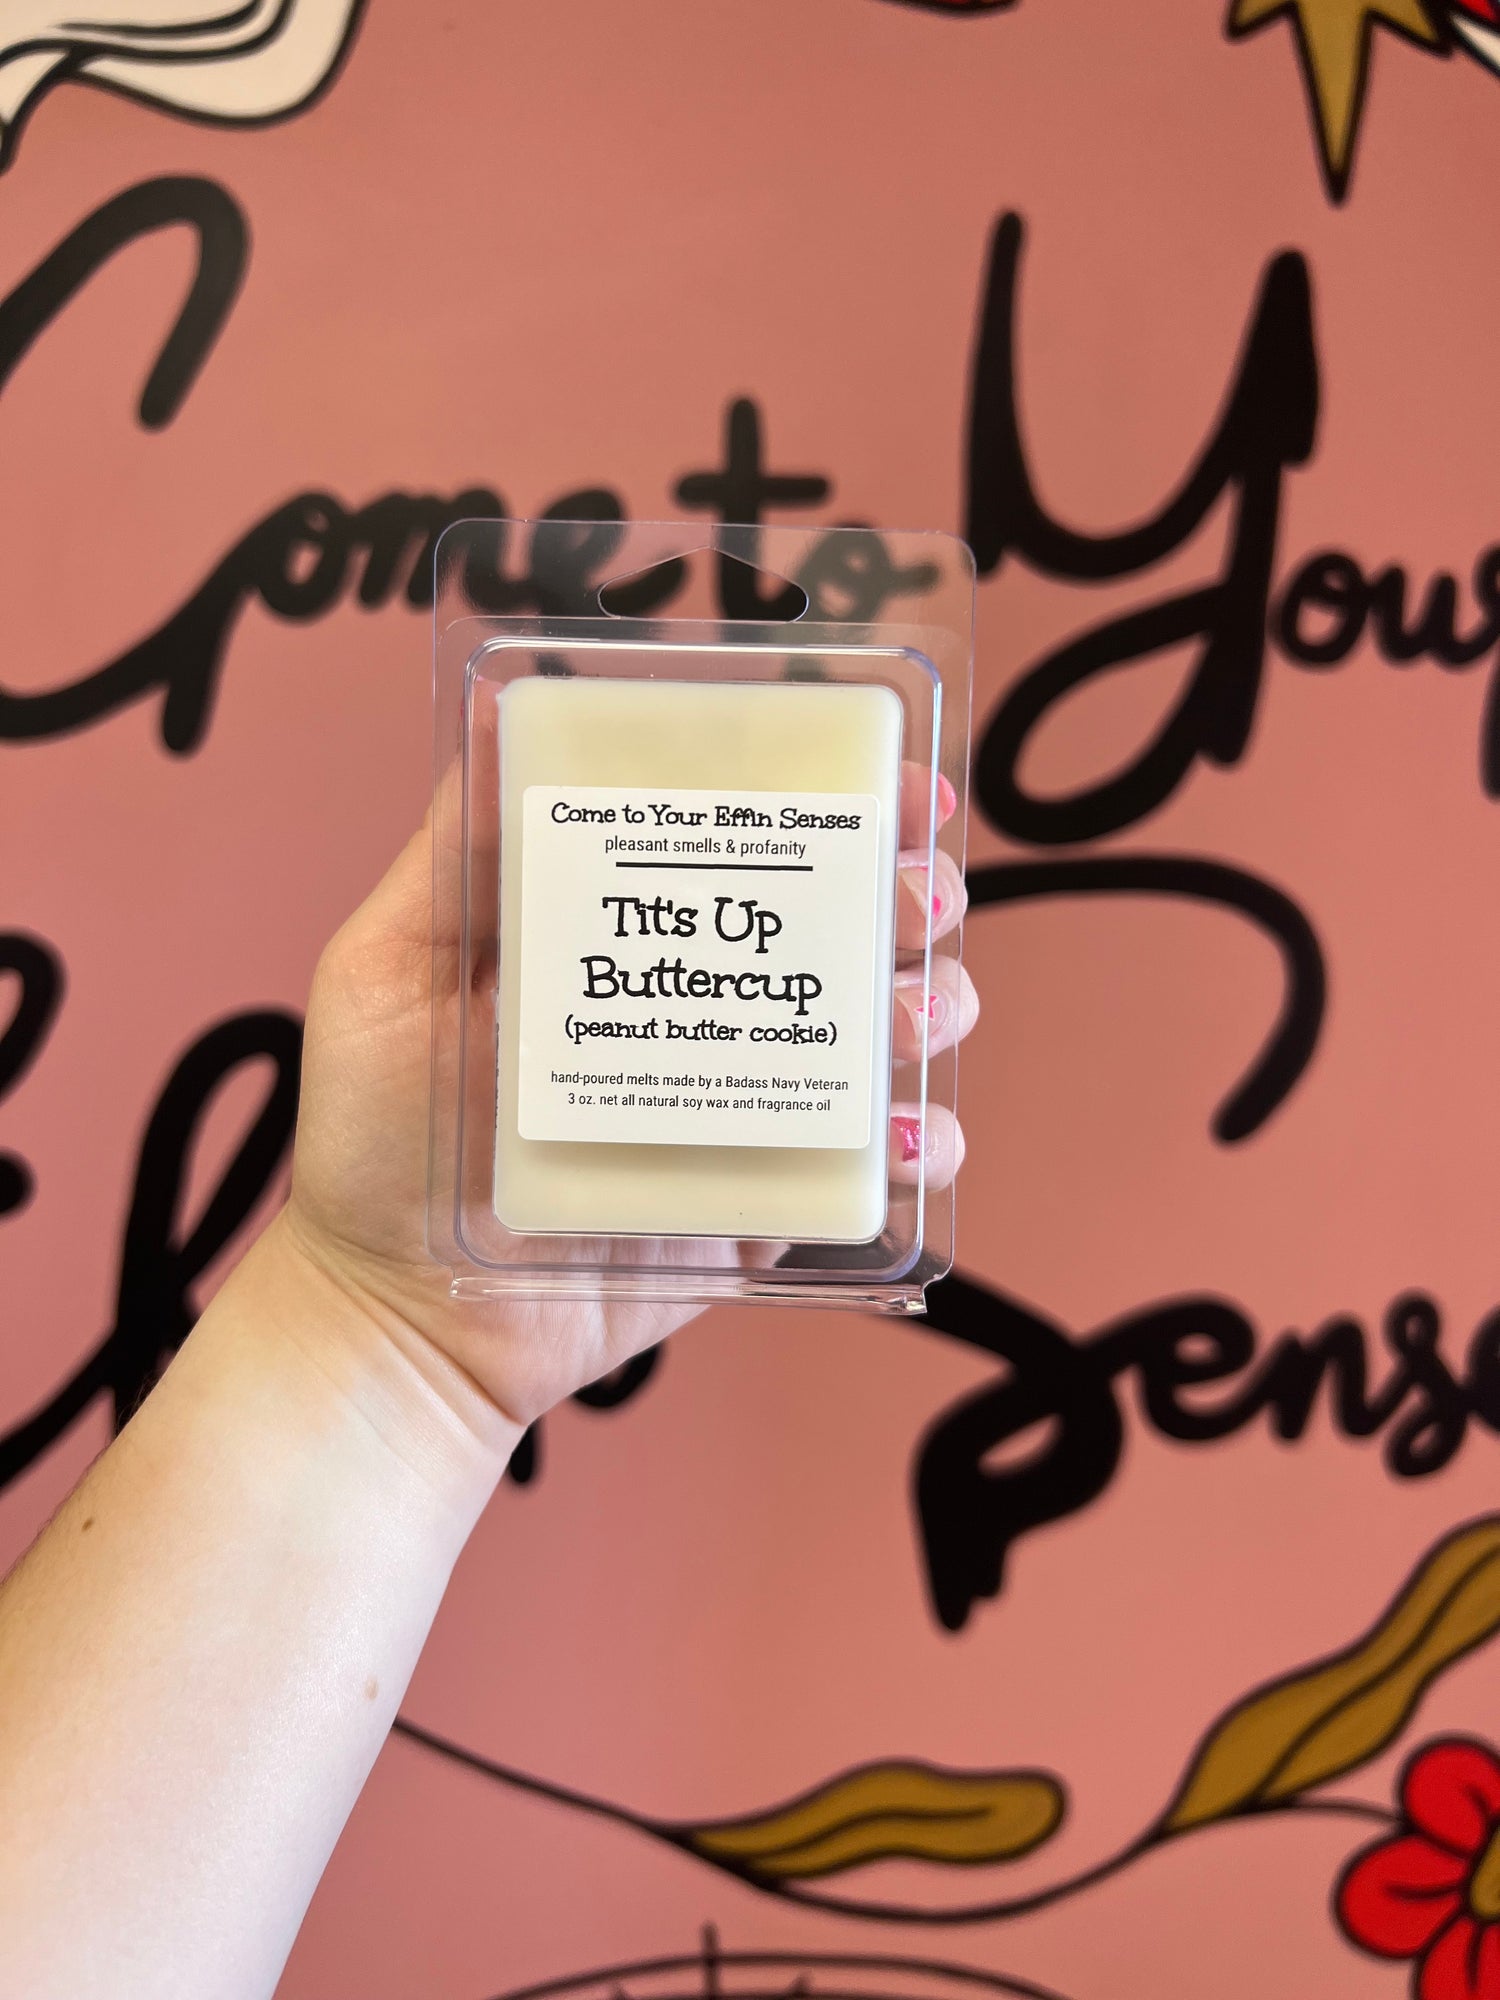 Come to Your
Effin Sense
Come to Your Effin Senses
pleasant smells & profanity
Tit's Up
Buttercup
(peanut butter cookie)
hand-poured melts made by a Badass Navy Veteran
3 oz. net all natural soy wax and fragrance oil